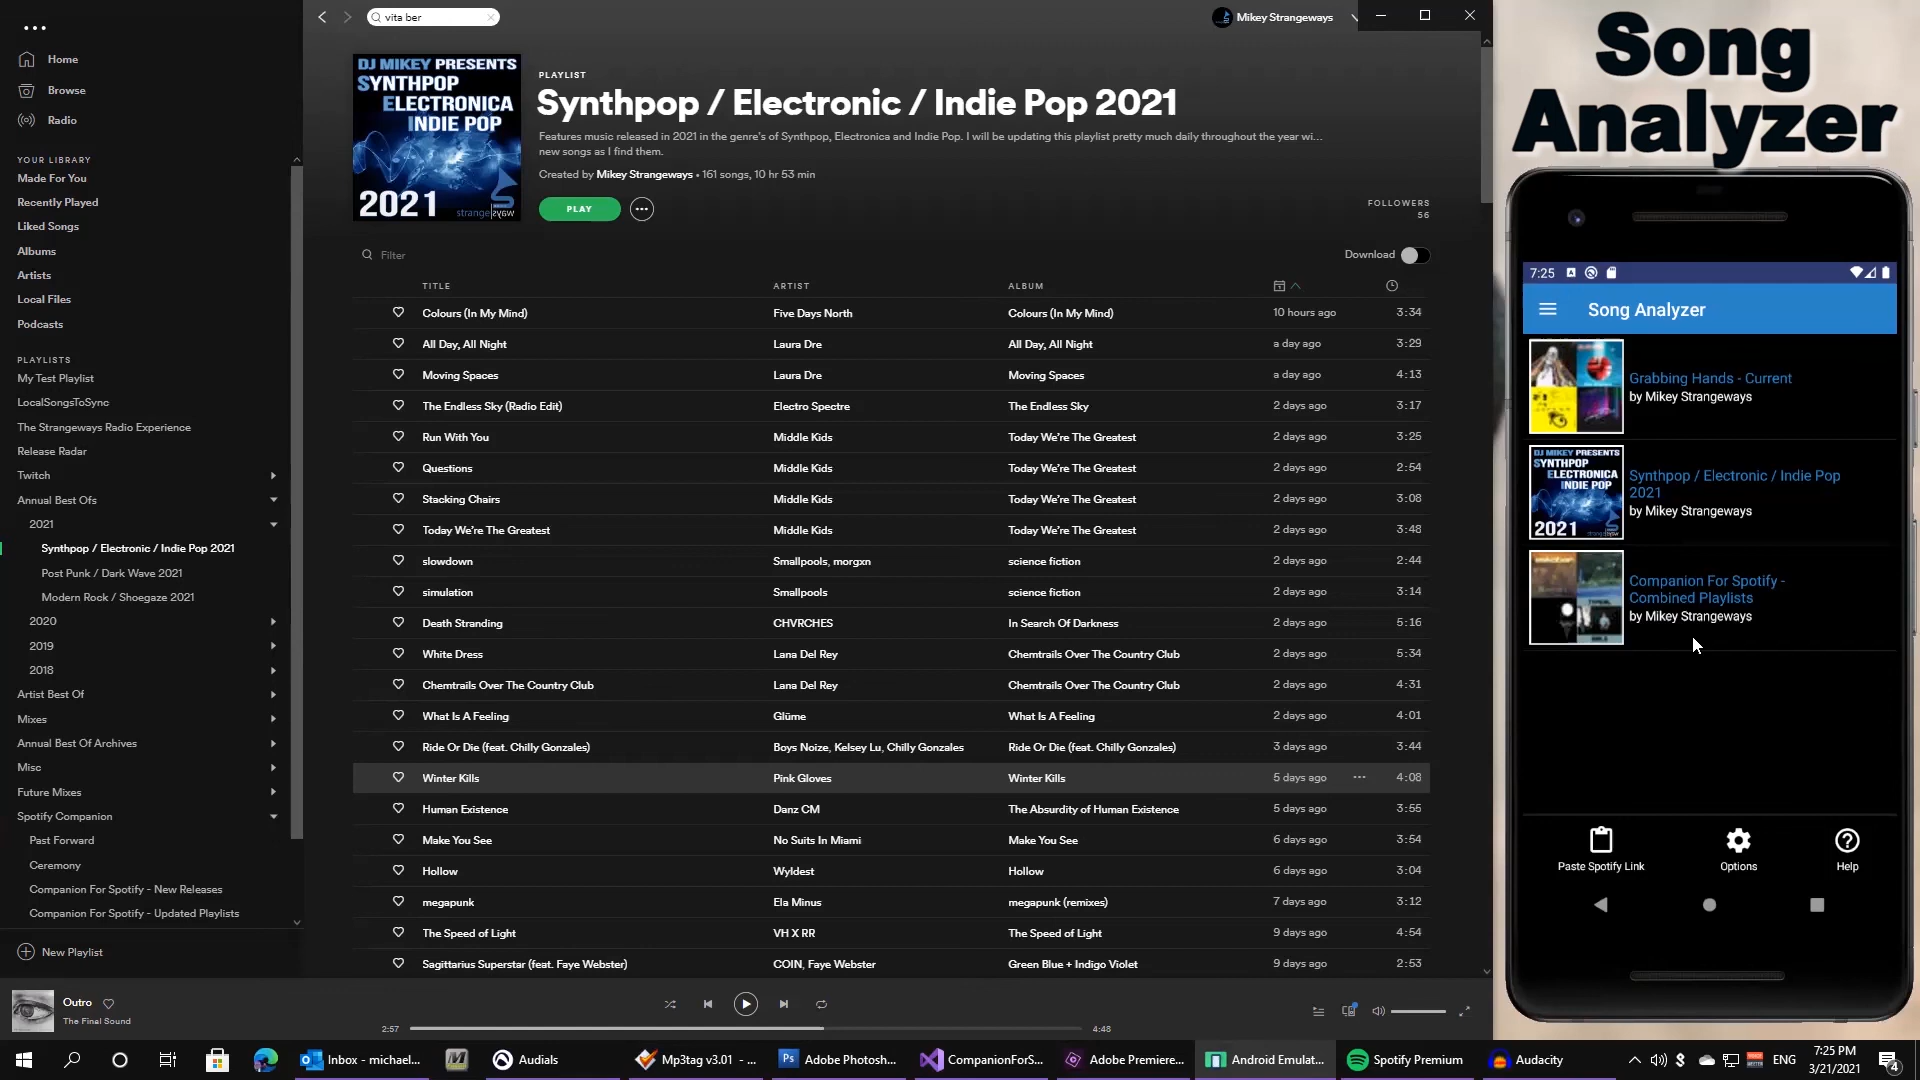 vita ber
Mikey Strangeways
Home
Browse
Radio
YOUR LIBRARY
Made For You
Recently Played
Liked Songs
Albums
Artists
Local Files
Podcasts
PLAYLISTS
My Test Playlist
LocalSongsToSync
The Strangeways Radio Experience
Release Radar
Twitch
Annual Best Ofs
2021
Synthpop / Electronic / Indie Pop 2021
Post Punk / Dark Wave 2021
Modern Rock / Shoegaze 2021
2020
2019
2018
Artist Best Of
Mixes
Annual Best Of Archives
Misc
Future Mixes
Spotify Companion
Past Forward
Ceremony
Companion For Spotify - New Releases
Companion For Spotify - Updated Playlists
New Playlist
DJ MIKEY PRESENTS
SYNTHPOP
ELECTRONICA
INDIE POP
2021
strangeways
PLAYLIST
Synthpop / Electronic / Indie Pop 2021
Features music released in 2021 in the genre's of Synthpop, Electronica and Indie Pop. I will be updating this playlist pretty much daily throughout the year wi...
new songs as I find them.
Created by Mikey Strangeways • 161 songs, 10 hr 53 min
PLAY
FOLLOWERS
56
Filter
Download
TITLE ARTIST ALBUM
Colours (In My Mind) Five Days North Colours (In My Mind) 10 hours ago 3:34
All Day, All Night Laura Dre All Day, All Night a day ago 3:29
Moving Spaces Laura Dre Moving Spaces a day ago 4:13
The Endless Sky (Radio Edit) Electro Spectre The Endless Sky 2 days ago 3:17
Run With You Middle Kids Today We're The Greatest 2 days ago 3:25
Questions Middle Kids Today We're The Greatest 2 days ago 2:54
Stacking Chairs Middle Kids Today We're The Greatest 2 days ago 3:08
Today We're The Greatest Middle Kids Today We're The Greatest 2 days ago 3:48
slowdown Smallpools, morgxn science fiction 2 days ago 2:44
simulation Smallpools science fiction 2 days ago 3:14
Death Stranding CHVRCHES In Search Of Darkness 2 days ago 5:16
White Dress Lana Del Rey Chemtrails Over The Country Club 2 days ago 5:34
Chemtrails Over The Country Club Lana Del Rey Chemtrails Over The Country Club 2 days ago 4:31
What Is A Feeling Glüme What Is A Feeling 2 days ago 4:01
Ride Or Die (feat. Chilly Gonzales) Boys Noize, Kelsey Lu, Chilly Gonzales Ride Or Die (feat. Chilly Gonzales) 3 days ago 3:44
Winter Kills Pink Gloves Winter Kills 5 days ago ... 4:08
Human Existence Danz CM The Absurdity of Human Existence 5 days ago 3:55
Make You See No Suits In Miami Make You See 6 days ago 3:54
Hollow Wyldest Hollow 6 days ago 3:04
megapunk Ela Minus megapunk (remixes) 7 days ago 3:12
The Speed of Light VH X RR The Speed of Light 9 days ago 4:54
Sagittarius Superstar (feat. Faye Webster) COIN, Faye Webster Green Blue + Indigo Violet 9 days ago 2:53
Outro
The Final Sound
2:57
4:48
Song
Analyzer
7:25
Song Analyzer
Grabbing Hands - Current
by Mikey Strangeways
DJ MIKEY PRESENTS
SYNTHPOP
ELECTRONICA
INDIE POP
2021
Synthpop / Electronic / Indie Pop
2021
by Mikey Strangeways
Companion For Spotify -
Combined Playlists
by Mikey Strangeways
Paste Spotify Link
Options
Help
Inbox - michael...
Audials
Mp3tag v3.01 - ...
Adobe Photosh...
CompanionForS...
Adobe Premiere...
Android Emulat...
Spotify Premium
Audacity
ENG
7:25 PM
3/21/2021
4